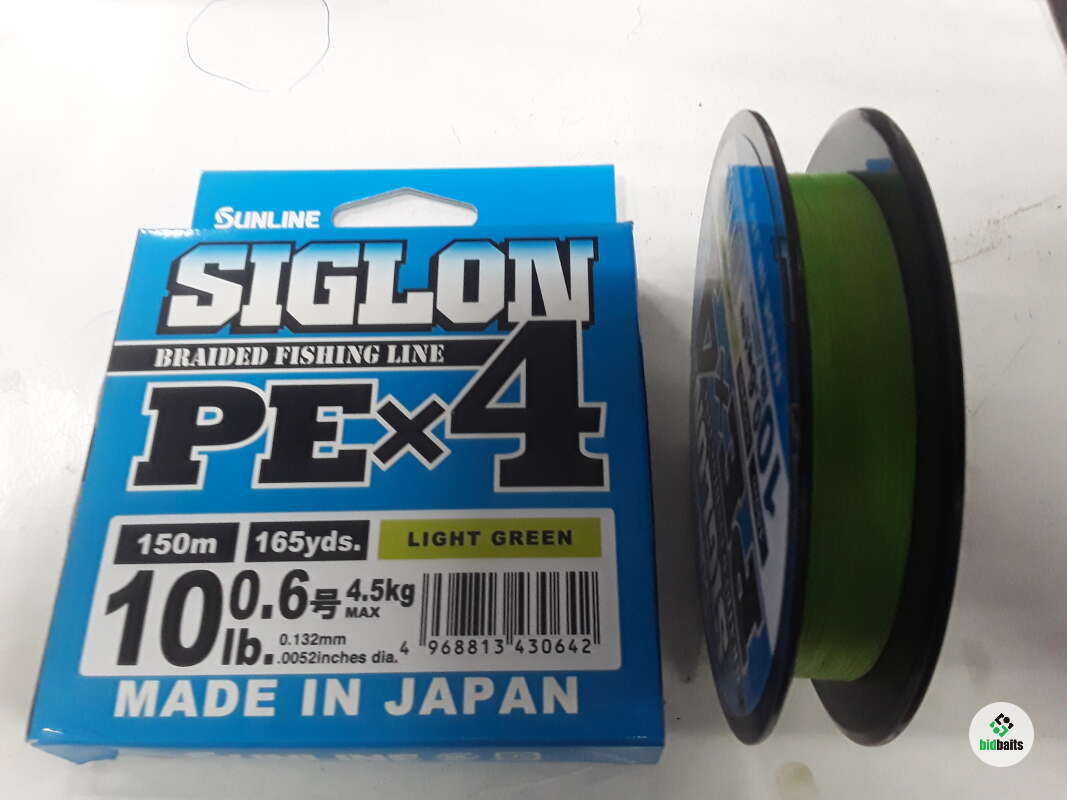 SUNLINE
SIGLON
BRAIDED FISHING LINE
PE×4
150m 165yds. LIGHT GREEN
10lb. 0.6号 4.5kg MAX
0.132mm
.0052inches dia.
4 968813 430642
MADE IN JAPAN
bidbaits